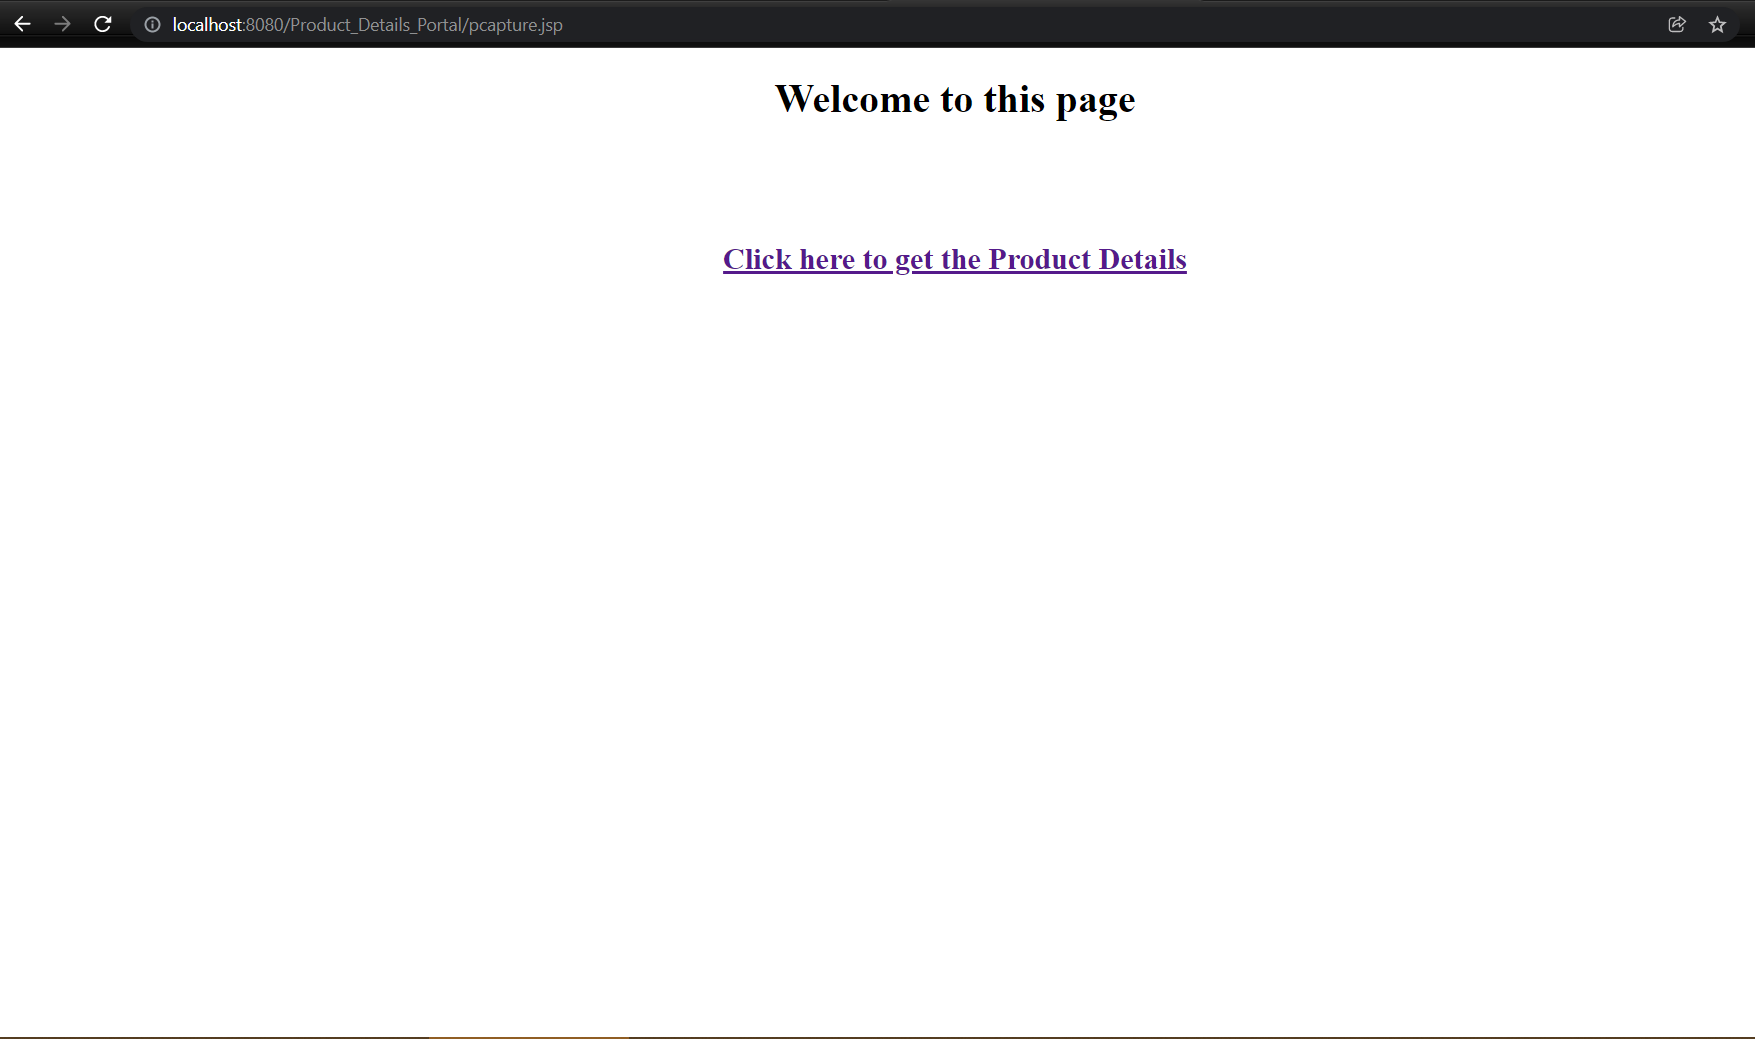 localhost:8080/Product_Details_Portal/pcapture.jsp
Welcome to this page
Click here to get the Product Details